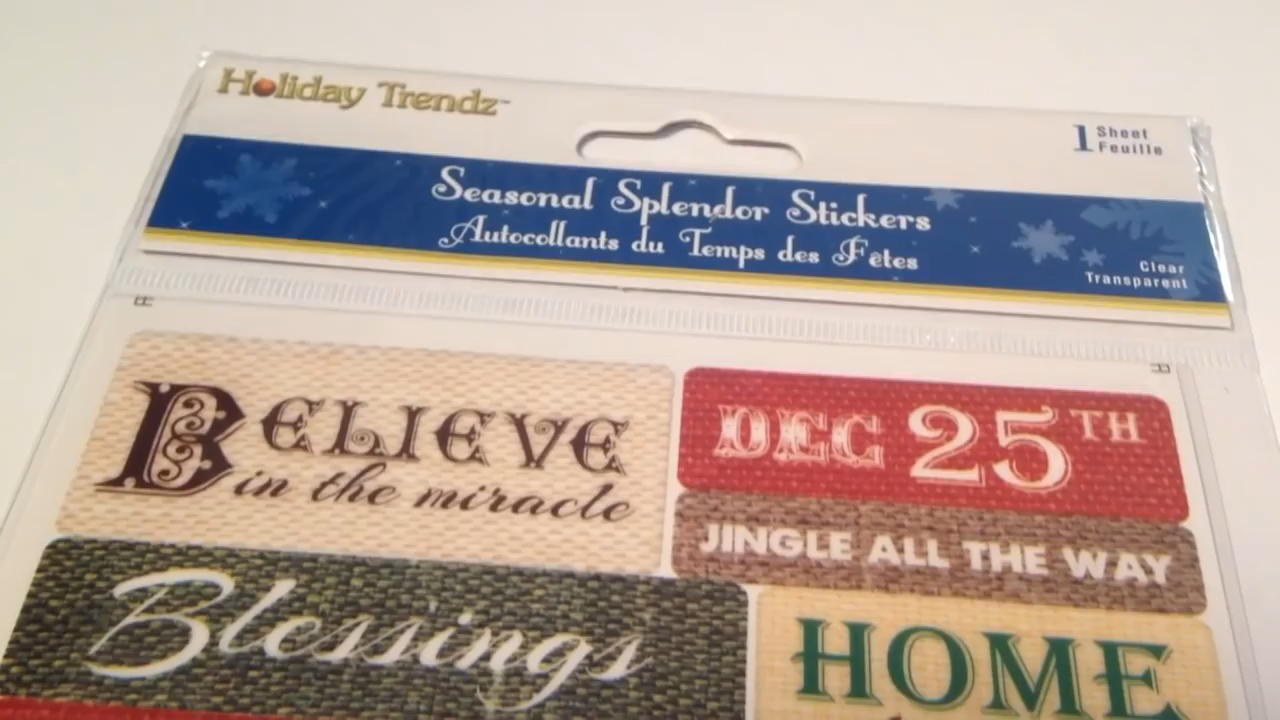 Holiday Trendz™
1 Sheet
Feuille
Seasonal Splendor Stickers
Autocollants du Temps des Fêtes
Clear
Transparent
BELIEVE
in the miracle
DEC 25TH
JINGLE ALL THE WAY
Blessings
HOME